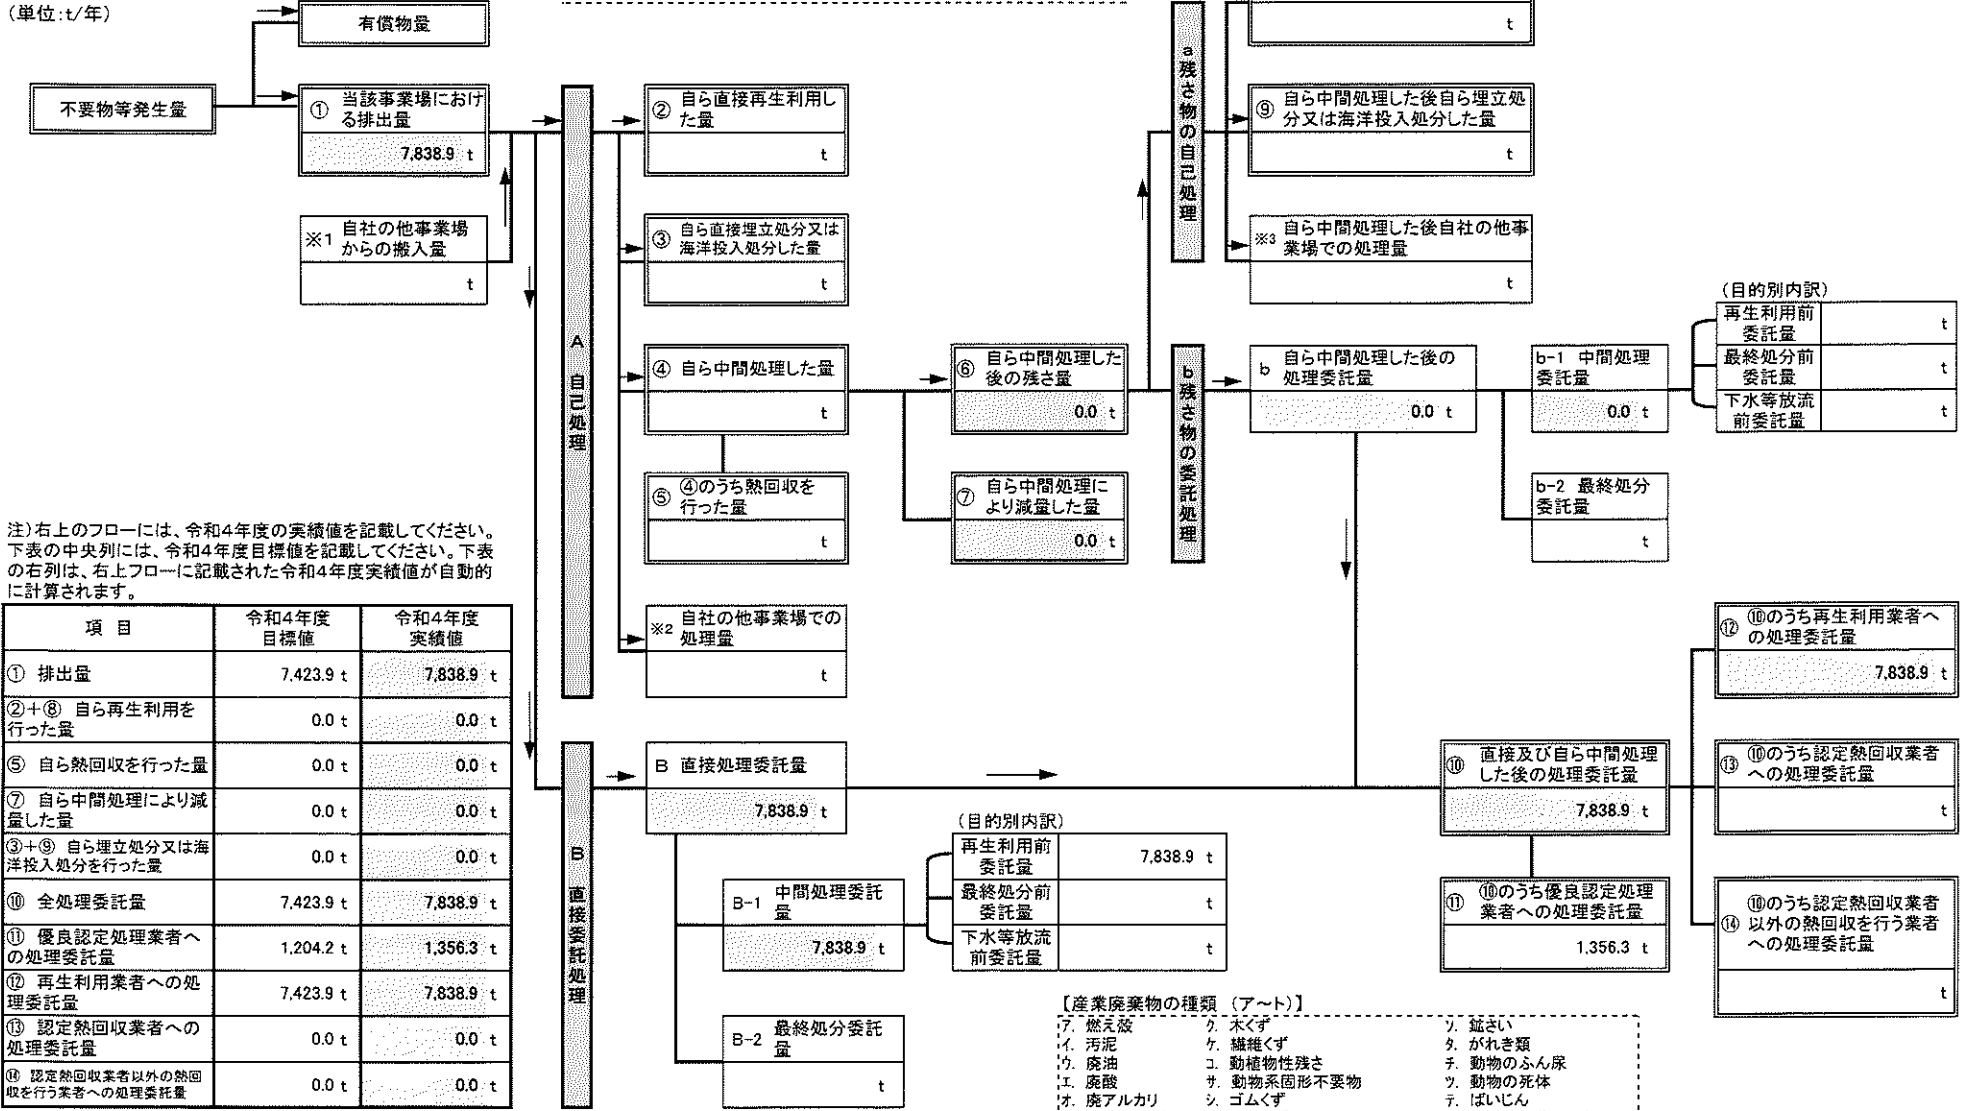 (単位:t/年)
有償物量
不要物等発生量
① 当該事業場におけ
る排出量
7,838.9 t
※1 自社の他事業場
からの搬入量
t
A 自己処理
② 自ら直接再生利用し
た量
t
③ 自ら直接埋立処分又は
海洋投入処分した量
t
④ 自ら中間処理した量
t
⑤ ④のうち熱回収を
行った量
t
※2 自社の他事業場での
処理量
t
⑥ 自ら中間処理した
後の残さ量
0.0 t
⑦ 自ら中間処理に
より減量した量
0.0 t
a 残さ物の自己処理
t
⑨ 自ら中間処理した後自ら埋立処
分又は海洋投入処分した量
t
※3 自ら中間処理した後自社の他事
業場での処理量
t
b 残さ物の委託処理
b 自ら中間処理した後の
処理委託量
0.0 t
b-1 中間処理
委託量
0.0 t
b-2 最終処分
委託量
t
(目的別内訳)
再生利用前
委託量
t
最終処分前
委託量
t
下水等放流
前委託量
t
注)右上のフローには、令和4年度の実績値を記載してください。
下表の中央列には、令和4年度目標値を記載してください。下表
の右列は、右上フローに記載された令和4年度実績値が自動的
に計算されます。
項 目
令和4年度
目標値
令和4年度
実績値
① 排出量 7,423.9 t 7,838.9 t
②+⑧ 自ら再生利用を
行った量
0.0 t 0.0 t
⑤ 自ら熱回収を行った量 0.0 t 0.0 t
⑦ 自ら中間処理により減
量した量
0.0 t 0.0 t
③+⑨ 自ら埋立処分又は海
洋投入処分を行った量
0.0 t 0.0 t
⑩ 全処理委託量 7,423.9 t 7,838.9 t
⑪ 優良認定処理業者へ
の処理委託量
1,204.2 t 1,356.3 t
⑫ 再生利用業者への処
理委託量
7,423.9 t 7,838.9 t
⑬ 認定熱回収業者への
処理委託量
0.0 t 0.0 t
⑭ 認定熱回収業者以外の熱回
収を行う業者への処理委託量
0.0 t 0.0 t
B 直接委託処理
B 直接処理委託量
7,838.9 t
B-1 中間処理委託
量
7,838.9 t
B-2 最終処分委託
量
t
(目的別内訳)
再生利用前
委託量
7,838.9 t
最終処分前
委託量
t
下水等放流
前委託量
t
⑩ 直接及び自ら中間処理
した後の処理委託量
7,838.9 t
⑪ ⑩のうち優良認定処理
業者への処理委託量
1,356.3 t
⑫ ⑩のうち再生利用業者へ
の処理委託量
7,838.9 t
⑬ ⑩のうち認定熱回収業者
への処理委託量
t
⑭ ⑩のうち認定熱回収業者
以外の熱回収を行う業者
への処理委託量
t
【産業廃棄物の種類 (ア~ト)】
ア. 燃え殻 ク. 木くず ソ. 鉱さい
イ. 汚泥 ケ. 繊維くず タ. がれき類
ウ. 廃油 コ. 動植物性残さ チ. 動物のふん尿
エ. 廃酸 サ. 動物系固形不要物 ツ. 動物の死体
オ. 廃アルカリ シ. ゴムくず テ. ばいじん